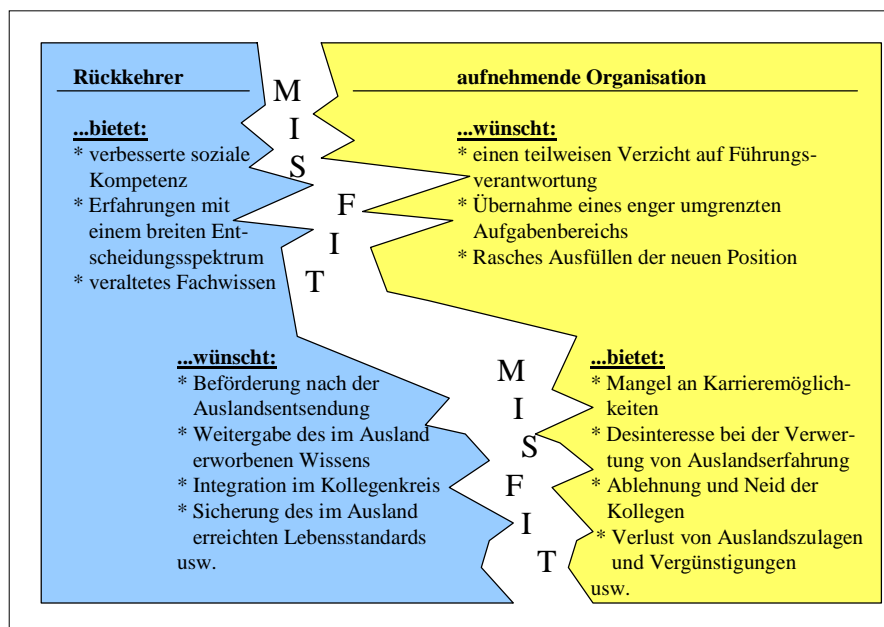 Rückkehrer
...bietet:
* verbesserte soziale
Kompetenz
* Erfahrungen mit
einem breiten Ent-
scheidungsspektrum
* veraltetes Fachwissen
M
I
S
F
I
T
aufnehmende Organisation
...wünscht:
* einen teilweisen Verzicht auf Führungs-
verantwortung
* Übernahme eines enger umgrenzten
Aufgabenbereichs
* Rasches Ausfüllen der neuen Position
...wünscht:
* Beförderung nach der
Auslandsentsendung
* Weitergabe des im Ausland
erworbenen Wissens
* Integration im Kollegenkreis
* Sicherung des im Ausland
erreichten Lebensstandards
usw.
M
I
S
F
I
T
...bietet:
* Mangel an Karrieremöglich-
keiten
* Desinteresse bei der Verwer-
tung von Auslandserfahrung
* Ablehnung und Neid der
Kollegen
* Verlust von Auslandszulagen
und Vergünstigungen
usw.